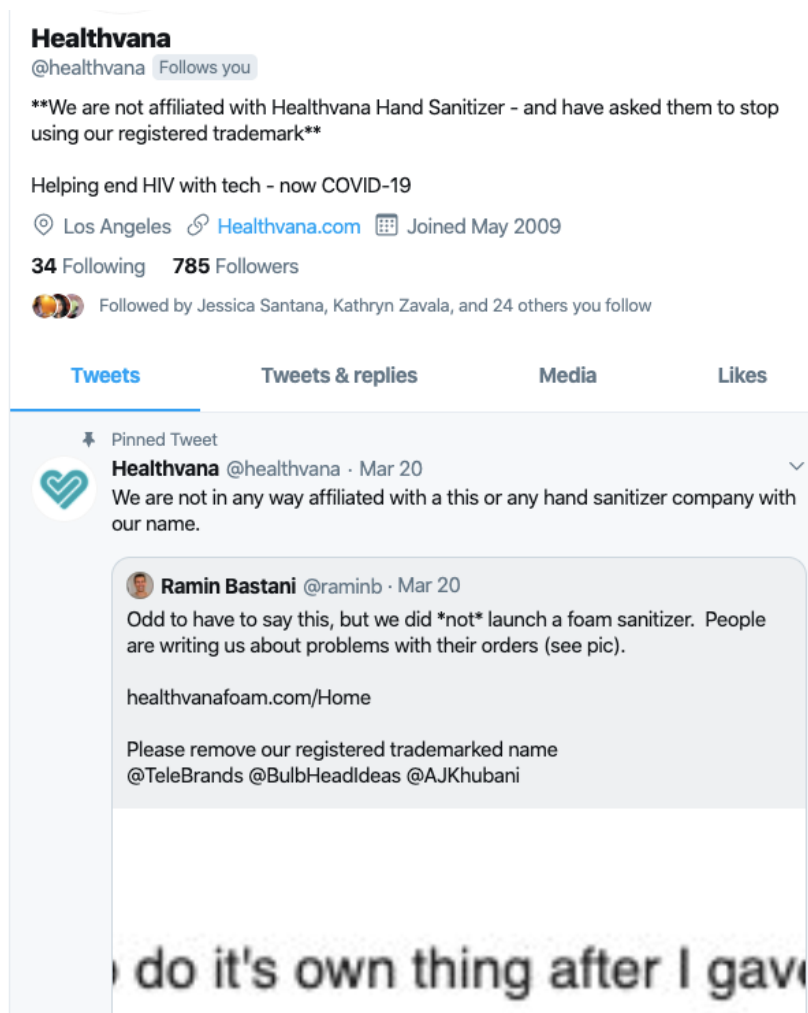 Healthvana
@healthvana Follows you
**We are not affiliated with Healthvana Hand Sanitizer - and have asked them to stop
using our registered trademark**
Helping end HIV with tech - now COVID-19
Los Angeles Healthvana.com Joined May 2009
34 Following 785 Followers
Followed by Jessica Santana, Kathryn Zavala, and 24 others you follow
Tweets Tweets & replies Media Likes
Pinned Tweet
Healthvana @healthvana · Mar 20
We are not in any way affiliated with a this or any hand sanitizer company with
our name.
Ramin Bastani @raminb · Mar 20
Odd to have to say this, but we did *not* launch a foam sanitizer. People
are writing us about problems with their orders (see pic).
healthvanafoam.com/Home
Please remove our registered trademarked name
@TeleBrands @BulbHeadIdeas @AJKhubani
do it's own thing after I gav